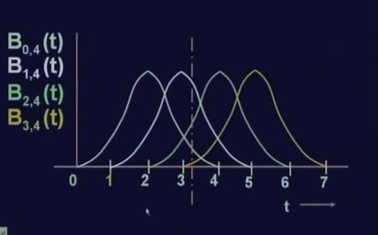 B0,4(t)
B1,4(t)
B2,4(t)
B3,4(t)
0 1 2 3 4 5 6 7
t